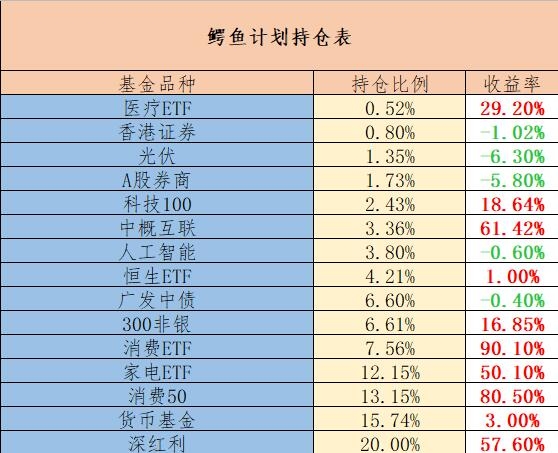 鳄鱼计划持仓表
基金品种 持仓比例 收益率
医疗ETF 0.52% 29.20%
香港证券 0.80% -1.02%
光伏 1.35% -6.30%
A股券商 1.73% -5.80%
科技100 2.43% 18.64%
中概互联 3.36% 61.42%
人工智能 3.80% -0.60%
恒生ETF 4.21% 1.00%
广发中债 6.60% -0.40%
300非银 6.61% 16.85%
消费ETF 7.56% 90.10%
家电ETF 12.15% 50.10%
消费50 13.15% 80.50%
货币基金 15.74% 3.00%
深红利 20.00% 57.60%